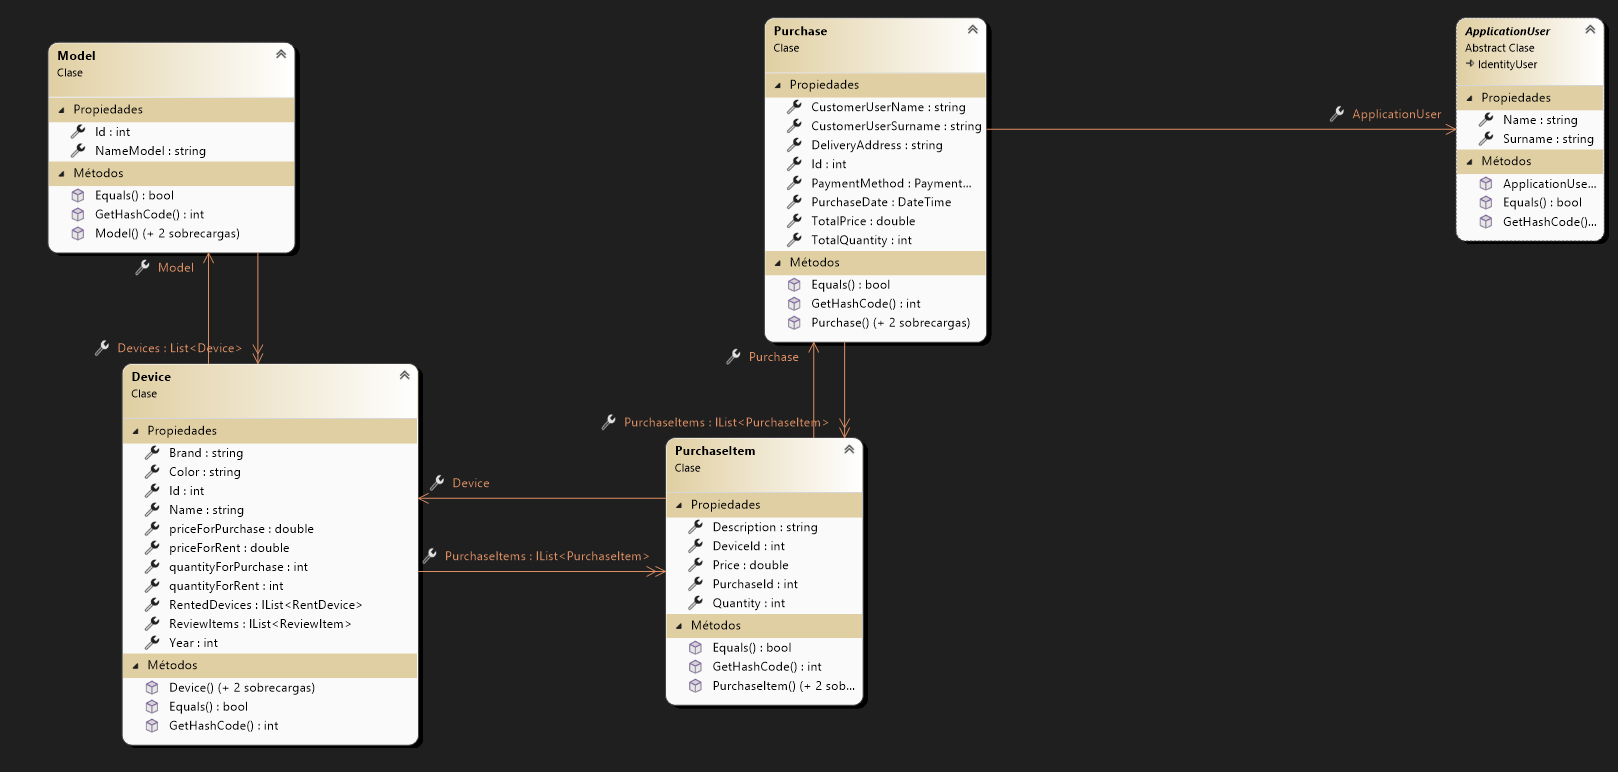 Model
Clase
Propiedades
Id : int
NameModel : string
Métodos
Equals() : bool
GetHashCode() : int
Model() (+ 2 sobrecargas)
Model
Devices : List<Device>
Device
Clase
Propiedades
Brand : string
Color : string
Id : int
Name : string
priceForPurchase : double
priceForRent : double
quantityForPurchase : int
quantityForRent : int
RentedDevices : IList<RentDevice>
ReviewItems : IList<ReviewItem>
Year : int
Métodos
Device() (+ 2 sobrecargas)
Equals() : bool
GetHashCode() : int
Device
PurchaseItems : IList<PurchaseItem>
Purchase
Clase
Propiedades
CustomerUserName : string
CustomerUserSurname : string
DeliveryAddress : string
Id : int
PaymentMethod : Payment...
PurchaseDate : DateTime
TotalPrice : double
TotalQuantity : int
Métodos
Equals() : bool
GetHashCode() : int
Purchase() (+ 2 sobrecargas)
Purchase
PurchaseItems : IList<PurchaseItem>
PurchaseItem
Clase
Propiedades
Description : string
DeviceId : int
Price : double
PurchaseId : int
Quantity : int
Métodos
Equals() : bool
GetHashCode() : int
PurchaseItem() (+ 2 sob...
ApplicationUser
ApplicationUser
Abstract Clase
IdentityUser
Propiedades
Name : string
Surname : string
Métodos
ApplicationUse...
Equals() : bool
GetHashCode()...